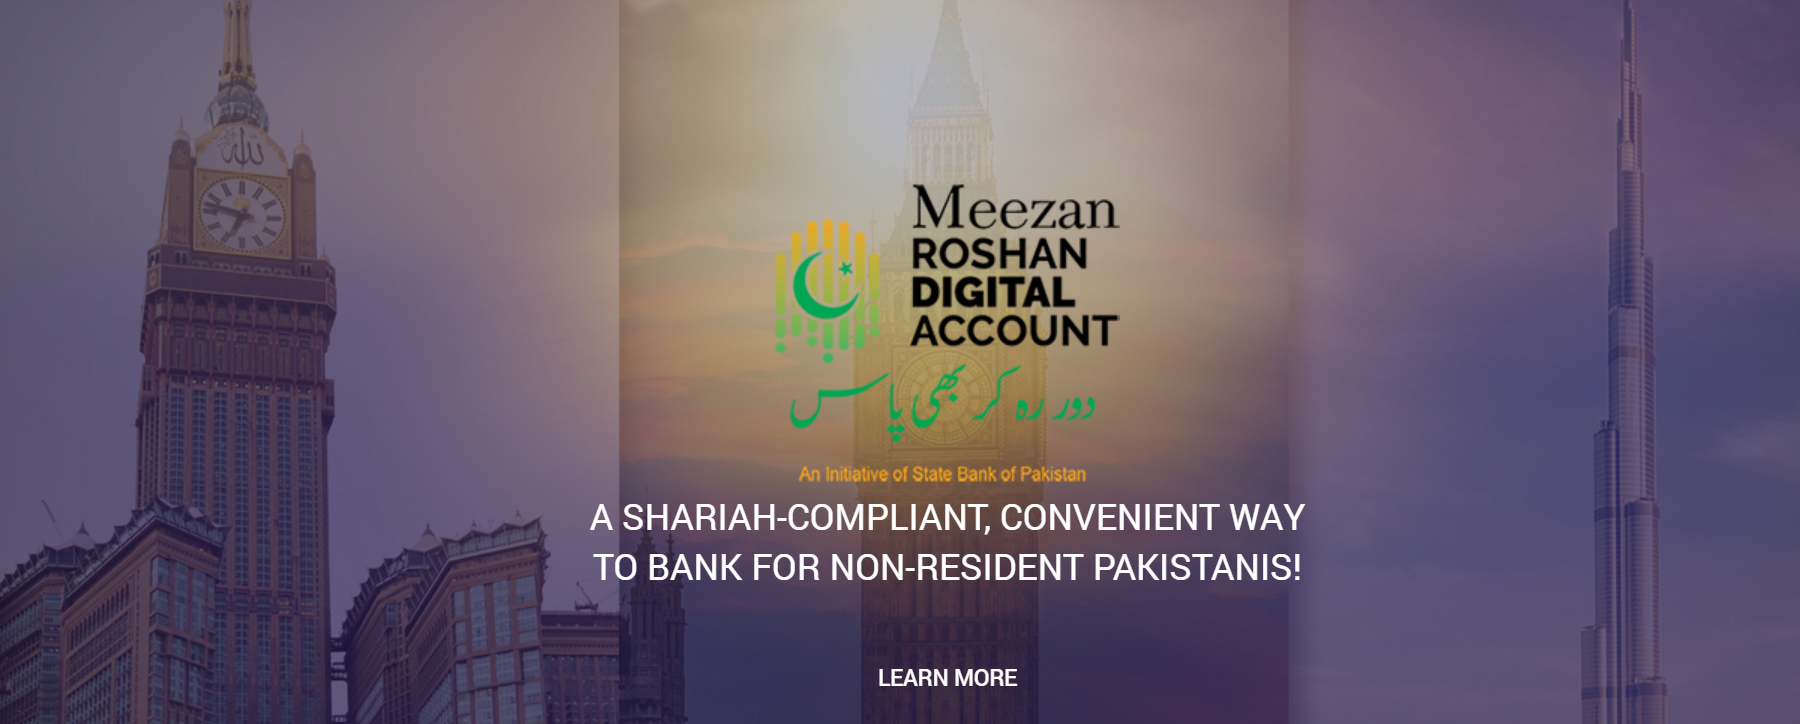 الله
Meezan
ROSHAN
DIGITAL
ACCOUNT
دور رہ کر بھی پاس
An Initiative of State Bank of Pakistan
A SHARIAH-COMPLIANT, CONVENIENT WAY
TO BANK FOR NON-RESIDENT PAKISTANIS!
LEARN MORE